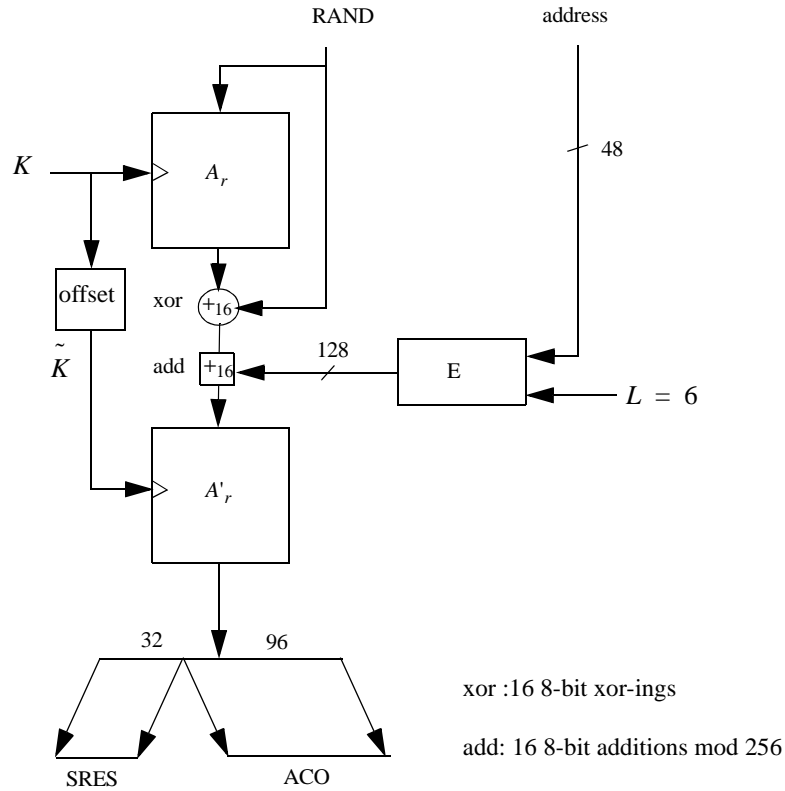 RAND
address
48
K
A_r
offset
xor
+16
K̃
add
+16
128
E
L = 6
A'_r
32
96
xor :16 8-bit xor-ings
add: 16 8-bit additions mod 256
SRES
ACO